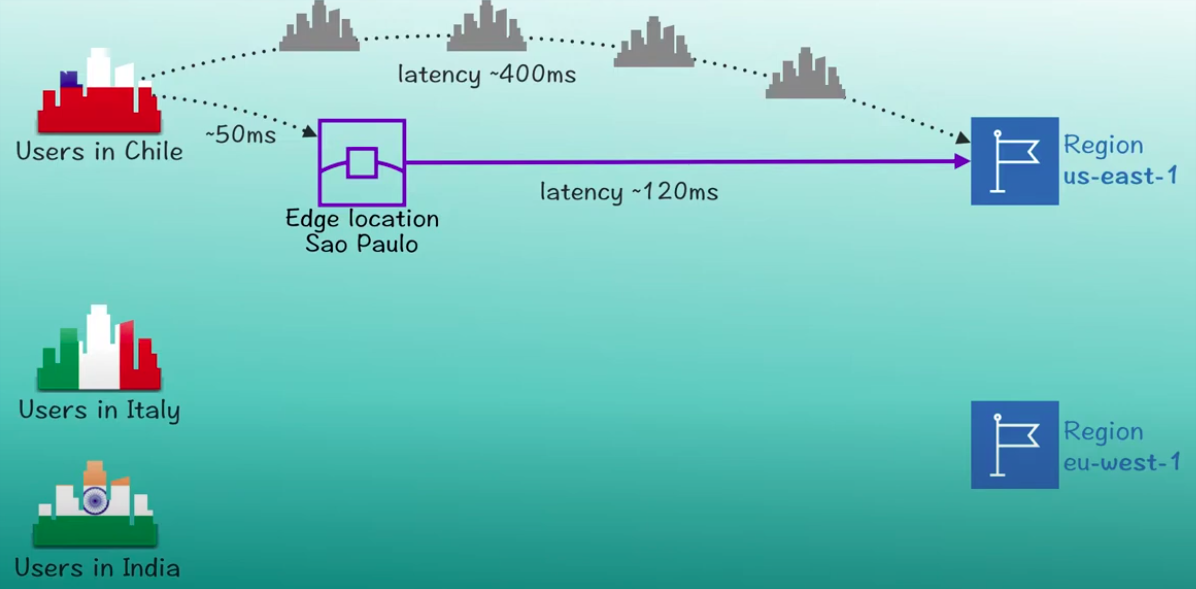 latency ~400ms
~50ms
Users in Chile
Region
us-east-1
latency ~120ms
Edge location
Sao Paulo
Users in Italy
Region
eu-west-1
Users in India